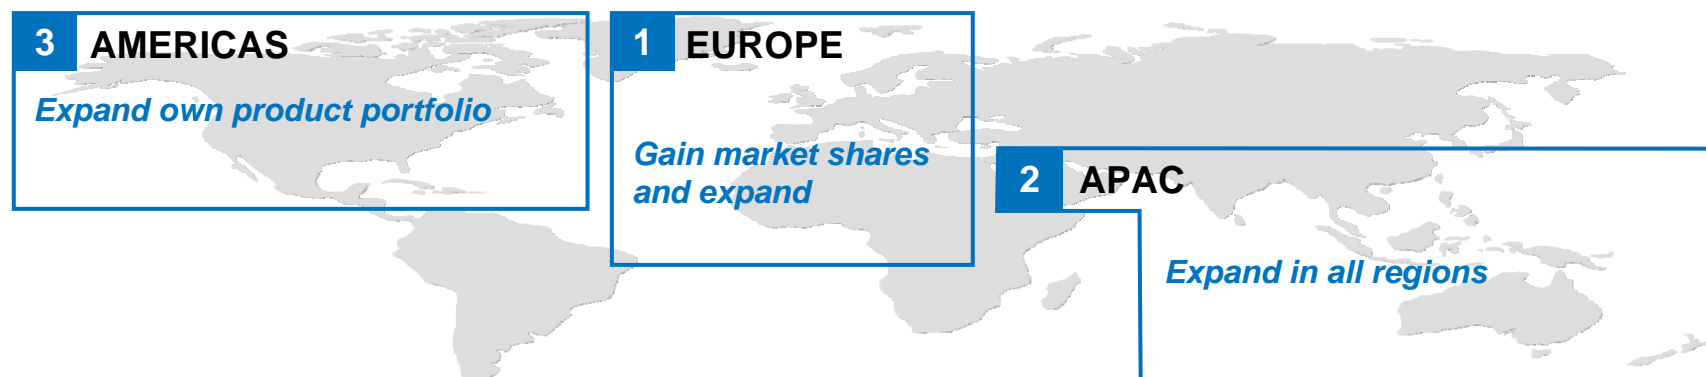 3 AMERICAS
Expand own product portfolio
1 EUROPE
Gain market shares
and expand
2 APAC
Expand in all regions